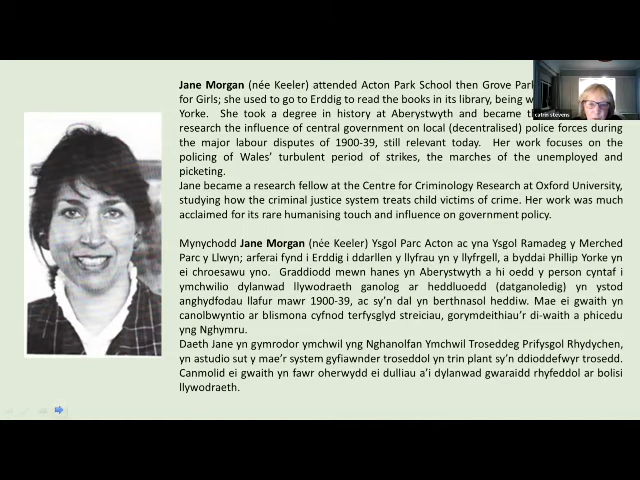 Jane Morgan (née Keeler) attended Acton Park School then Grove Par
for Girls; she used to go to Erddig to read the books in its library, being w
Yorke. She took a degree in history at Aberystwyth and became t
research the influence of central government on local (decentralised) police forces during
the major labour disputes of 1900-39, still relevant today. Her work focuses on the
policing of Wales' turbulent period of strikes, the marches of the unemployed and
picketing.
Jane became a research fellow at the Centre for Criminology Research at Oxford University,
studying how the criminal justice system treats child victims of crime. Her work was much
acclaimed for its rare humanising touch and influence on government policy.
Mynychodd Jane Morgan (née Keeler) Ysgol Parc Acton ac yna Ysgol Ramadeg y Merched
Parc y Llwyn; arferai fynd i Erddig i ddarllen y llyfrau yn y llyfrgell, a byddai Phillip Yorke yn
ei chroesawu yno. Graddiodd mewn hanes yn Aberystwyth a hi oedd y person cyntaf i
ymchwilio dylanwad llywodraeth ganolog ar heddluoedd (datganoledig) yn ystod
anghydfodau llafur mawr 1900-39, ac sy'n dal yn berthnasol heddiw. Mae ei gwaith yn
canolbwyntio ar blismona cyfnod terfysglyd streiciau, gorymdeithiau'r di-waith a phicedu
yng Nghymru.
Daeth Jane yn gymrodor ymchwil yng Nghanolfan Ymchwil Troseddeg Prifysgol Rhydychen,
yn astudio sut y mae'r system gyfiawnder troseddol yn trin plant sy'n ddioddefwyr trosedd.
Canmolid ei gwaith yn fawr oherwydd ei dulliau a'i dylanwad gwaraidd rhyfeddol ar bolisi
llywodraeth.
catrin stevens